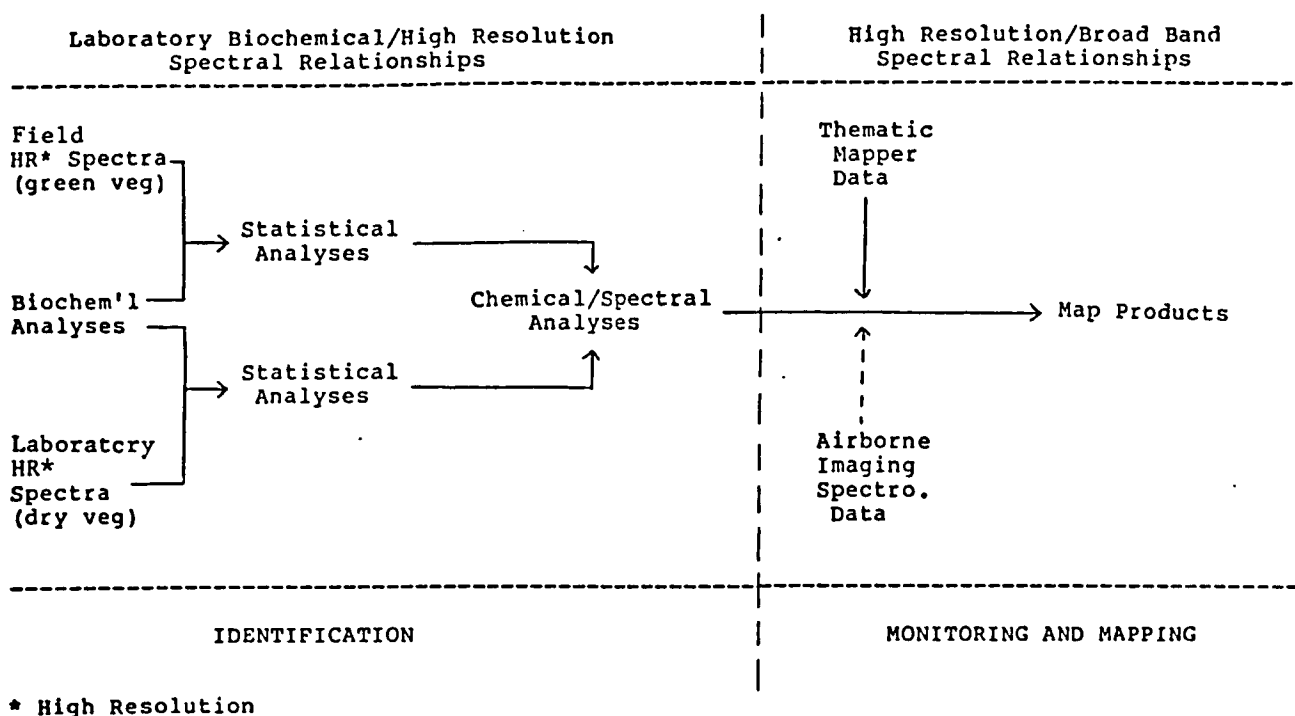 Laboratory Biochemical/High Resolution
Spectral Relationships
High Resolution/Broad Band
Spectral Relationships
Field
HR* Spectra
(green veg)
Statistical
Analyses
Biochem'l
Analyses
Statistical
Analyses
Laboratcry
HR*
Spectra
(dry veg)
Chemical/Spectral
Analyses
Thematic
Mapper
Data
Map Products
Airborne
Imaging
Spectro.
Data
IDENTIFICATION
MONITORING AND MAPPING
* High Resolution